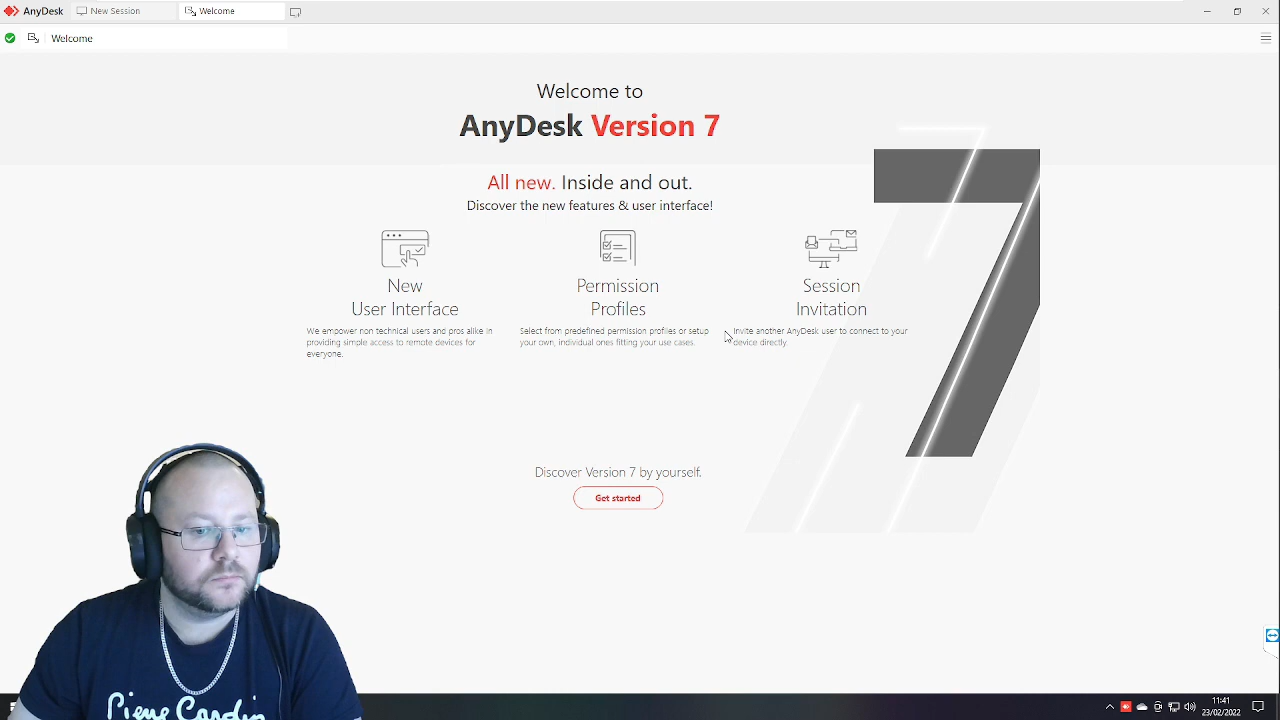 AnyDesk
New Session
Welcome
Welcome
Welcome to
AnyDesk Version 7
All new. Inside and out.
Discover the new features & user interface!
New
User Interface
We empower non technical users and pros alike in
providing simple access to remote devices for
everyone.
Permission
Profiles
Select from predefined permission profiles or setup
your own, individual ones fitting your use cases.
Session
Invitation
Invite another AnyDesk user to connect to your
device directly.
7
Discover Version 7 by yourself.
Get started
Pierre Cardin
11:41
23/02/2022